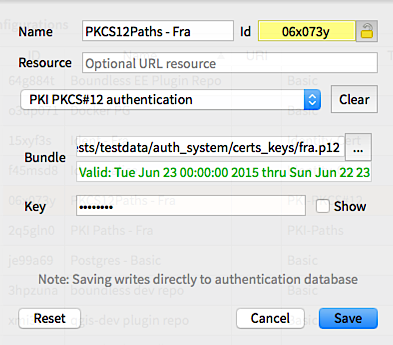 Name PKCS12Paths - Fra Id 06x073y
Resource Optional URL resource
PKI PKCS#12 authentication Clear
Bundle ests/testdata/auth_system/certs_keys/fra.p12 ...
Valid: Tue Jun 23 00:00:00 2015 thru Sun Jun 22 23
Key •••••••• Show
Note: Saving writes directly to authentication database
Reset Cancel Save